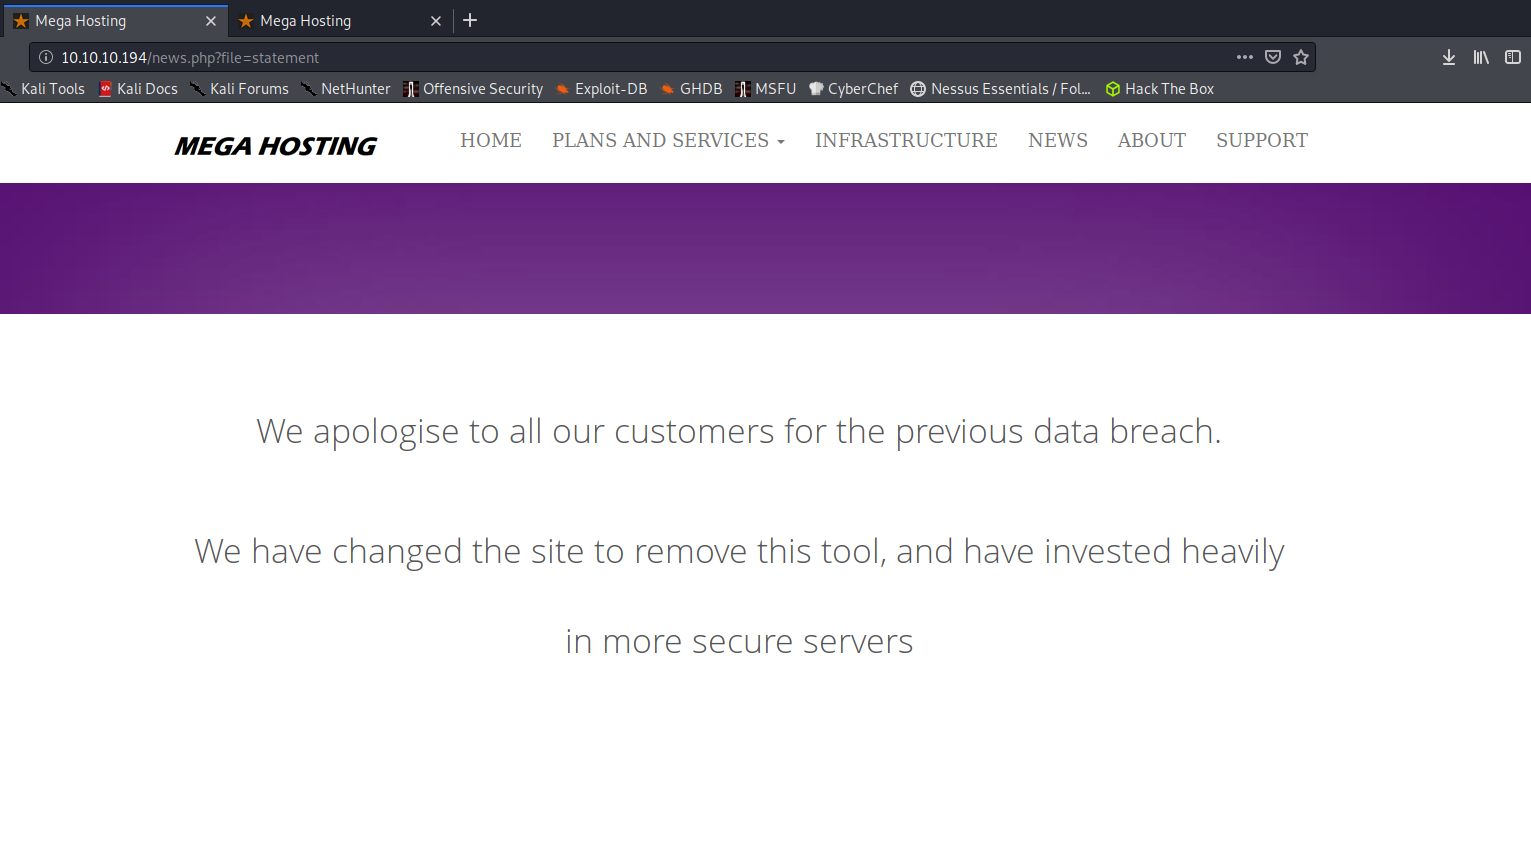 Mega Hosting
Mega Hosting
10.10.10.194/news.php?file=statement
Kali Tools Kali Docs Kali Forums NetHunter Offensive Security Exploit-DB GHDB MSFU CyberChef Nessus Essentials / Fol... Hack The Box
MEGA HOSTING
HOME PLANS AND SERVICES INFRASTRUCTURE NEWS ABOUT SUPPORT
We apologise to all our customers for the previous data breach.
We have changed the site to remove this tool, and have invested heavily
in more secure servers